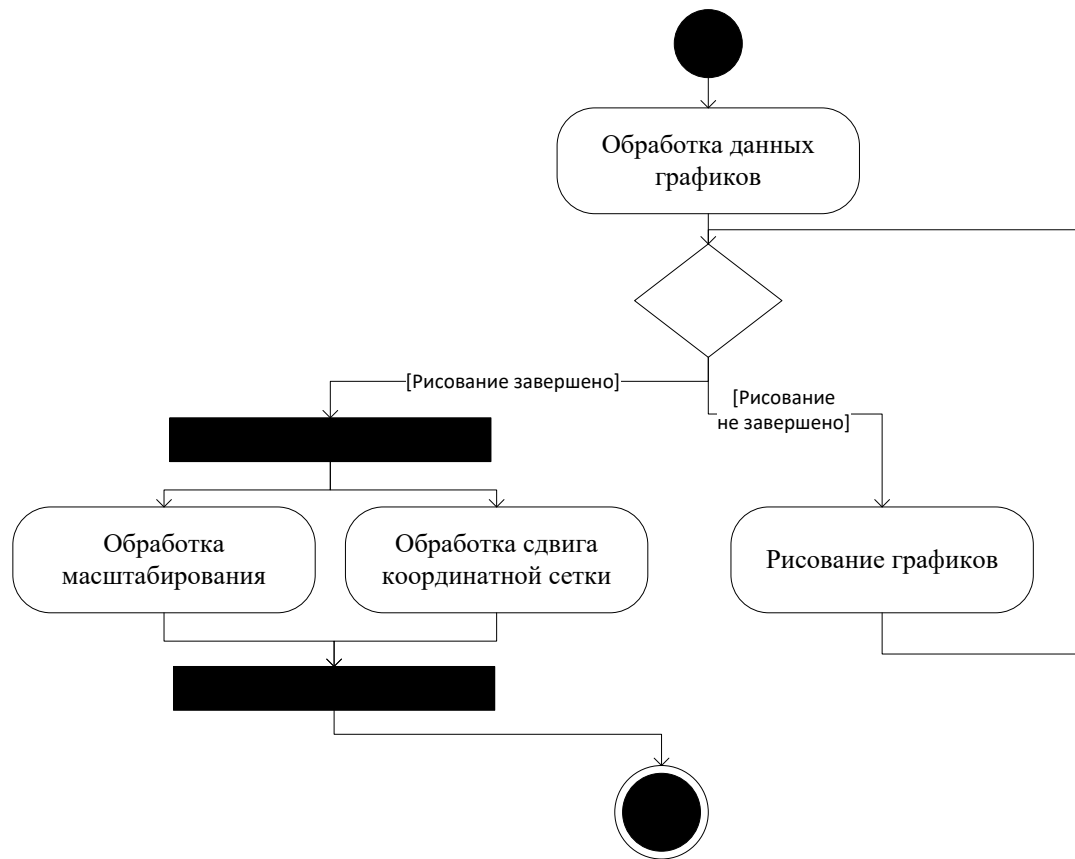 Обработка данных
графиков
[Рисование завершено]
[Рисование
не завершено]
Обработка
масштабирования
Обработка сдвига
координатной сетки
Рисование графиков